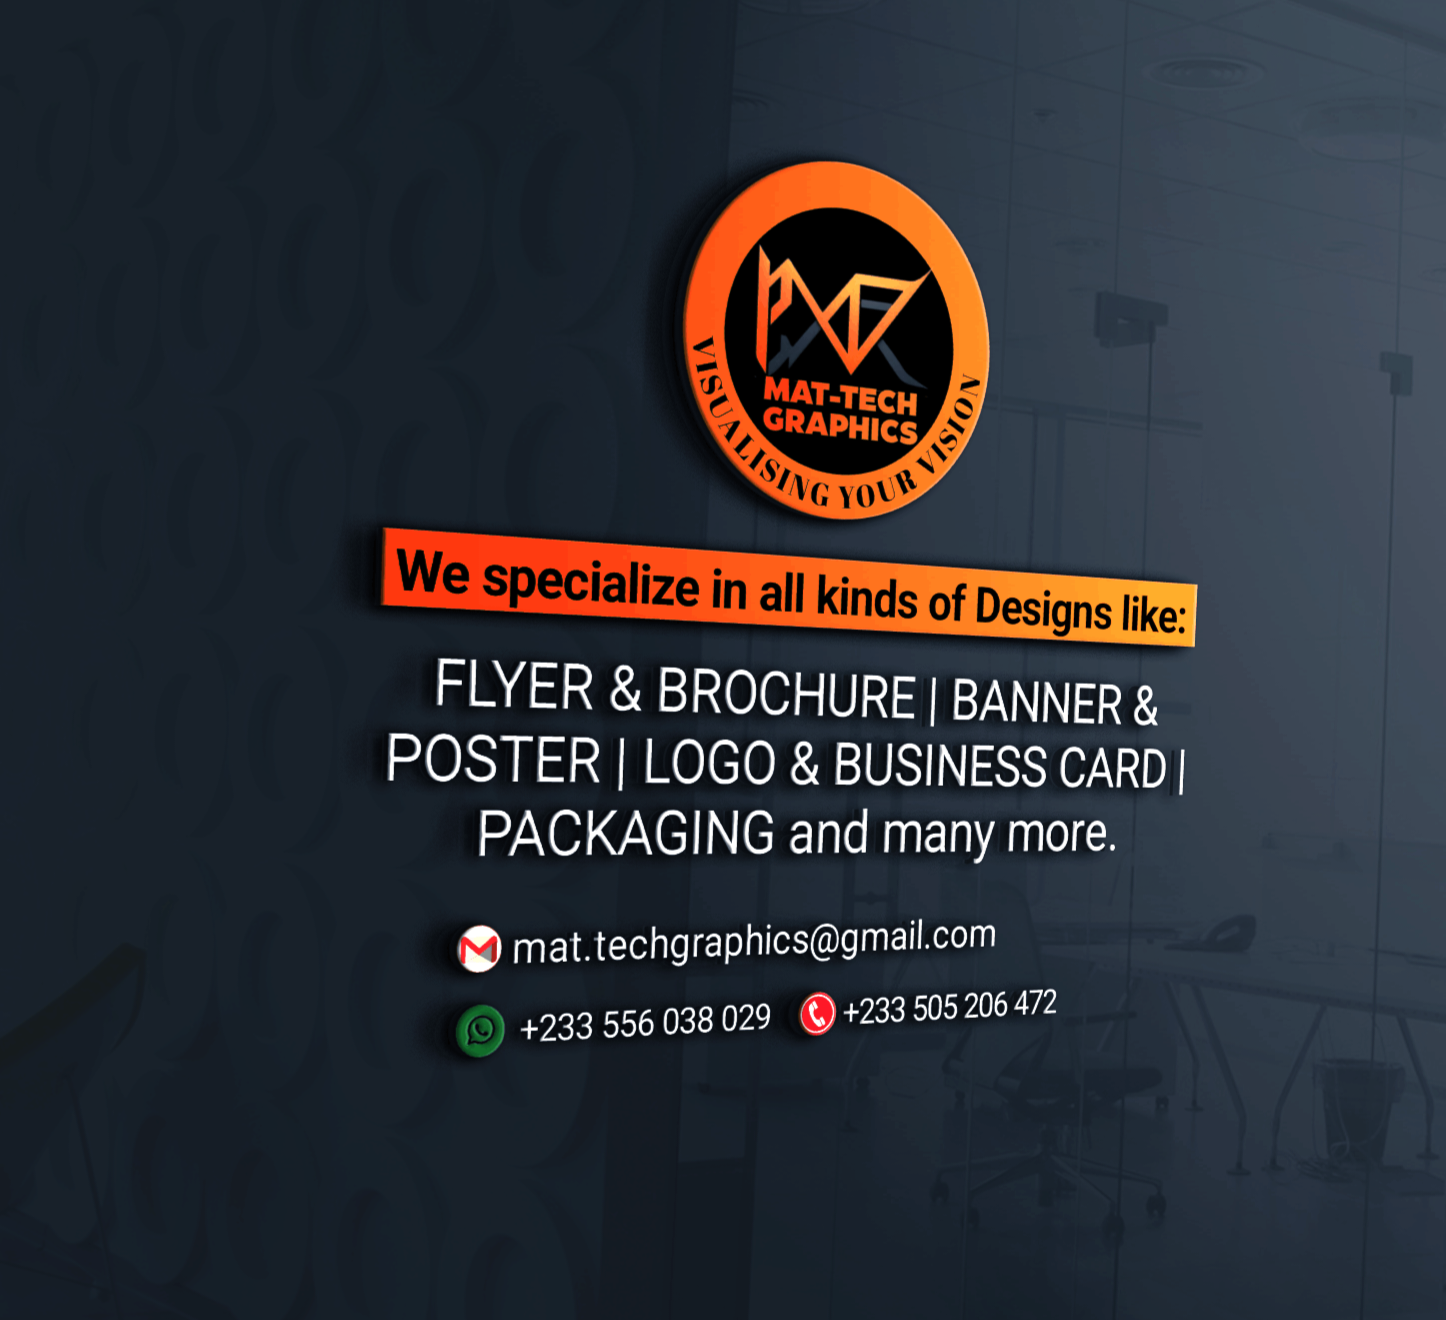 MAT-TECH
GRAPHICS
VISUALISING YOUR VISION
We specialize in all kinds of Designs like:
FLYER & BROCHURE | BANNER &
POSTER | LOGO & BUSINESS CARD |
PACKAGING and many more.
mat.techgraphics@gmail.com
+233 556 038 029 +233 505 206 472